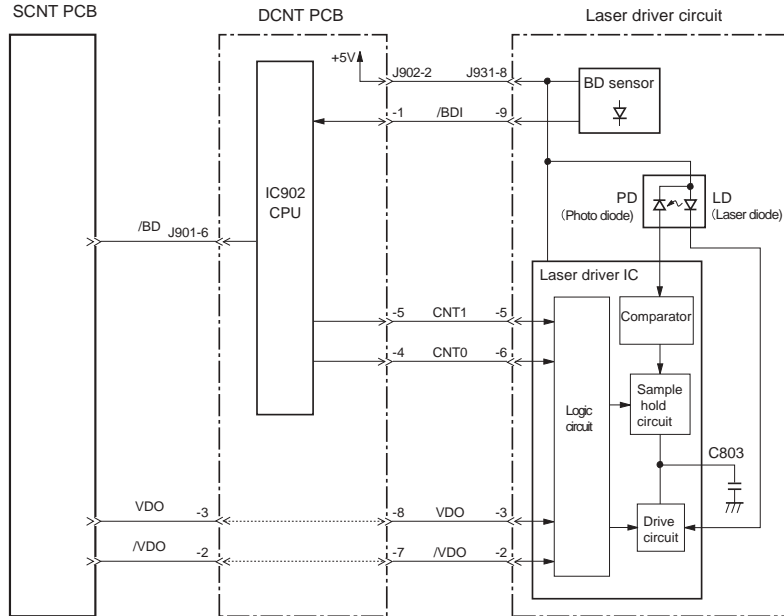 SCNT PCB
DCNT PCB
Laser driver circuit
+5V
J902-2
J931-8
BD sensor
-1
/BDI
-9
IC902
CPU
PD
(Photo diode)
LD
(Laser diode)
/BD
J901-6
Laser driver IC
-5
CNT1
-5
Comparator
-4
CNT0
-6
Sample
hold
circuit
Logic
circuit
C803
VDO
-3
-8
VDO
-3
Drive
circuit
/VDO
-2
-7
/VDO
-2